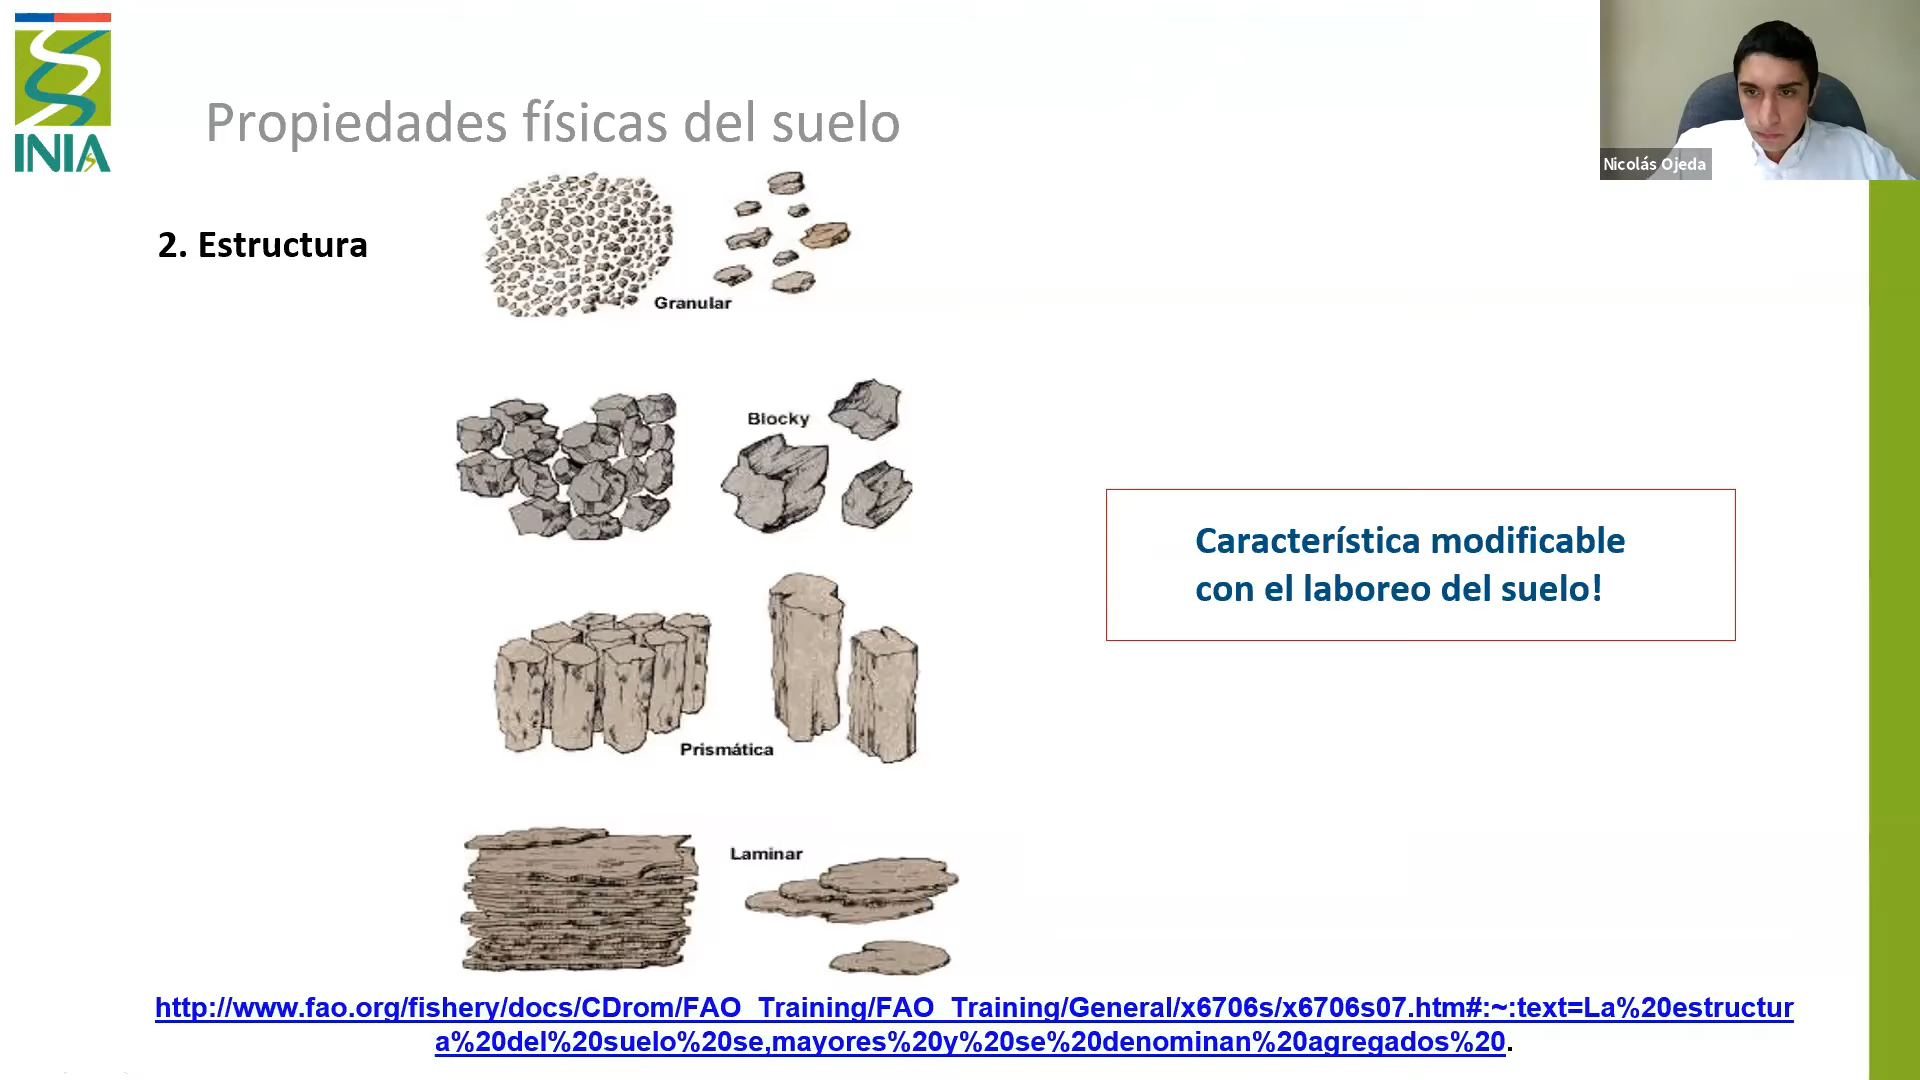 INIA
Propiedades físicas del suelo
Nicolás Ojeda
2. Estructura
Granular
Blocky
Característica modificable
con el laboreo del suelo!
Prismática
Laminar
http://www.fao.org/fishery/docs/CDrom/FAO_Training/FAO_Training/General/x6706s/x6706s07.htm#:~:text=La%20estructur
a%20del%20suelo%20se,mayores%20y%20se%20denominan%20agregados%20.